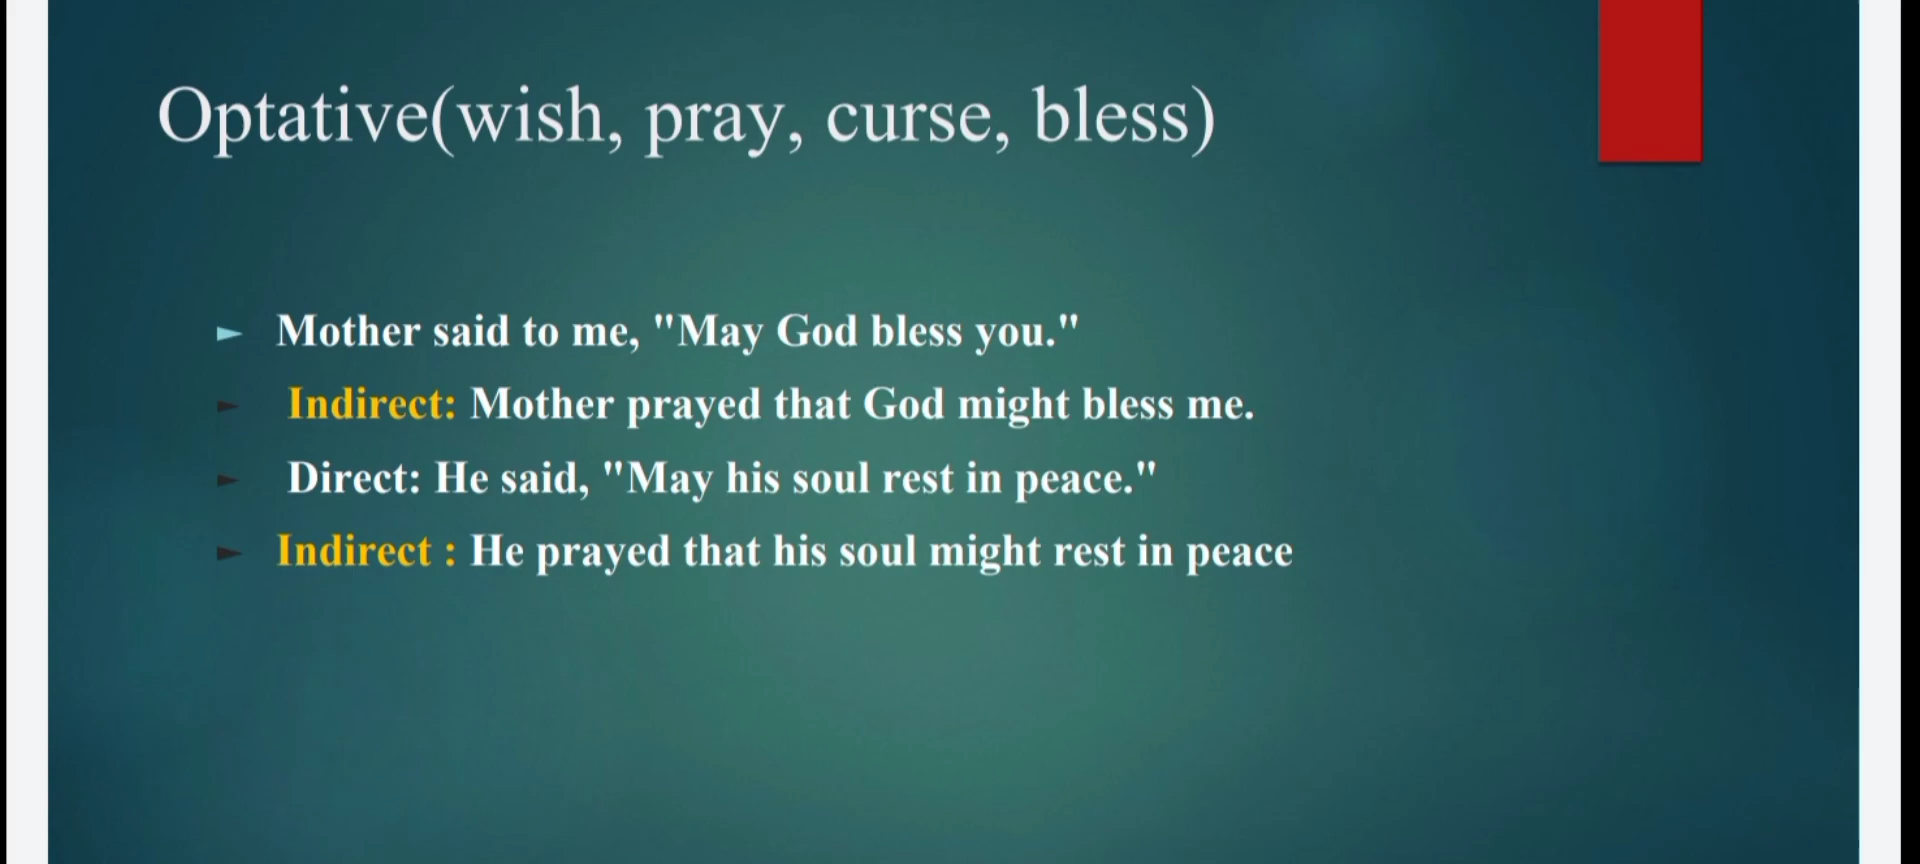 Optative(wish, pray, curse, bless)
Mother said to me, "May God bless you."
Indirect: Mother prayed that God might bless me.
Direct: He said, "May his soul rest in peace."
Indirect : He prayed that his soul might rest in peace